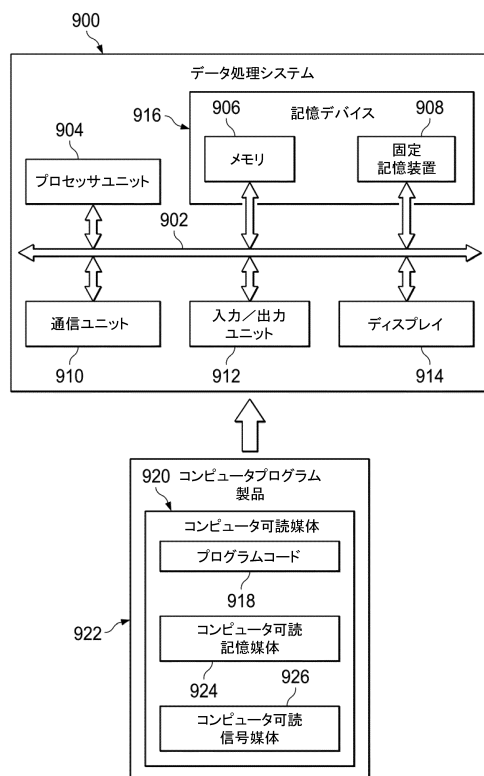 900
データ処理システム
916
906
記憶デバイス
908
904
メモリ
固定
記憶装置
プロセッサユニット
902
通信ユニット
入力／出力
ユニット
ディスプレイ
910
912
914
920
コンピュータプログラム
製品
コンピュータ可読媒体
プログラムコード
918
922
コンピュータ可読
記憶媒体
924
926
コンピュータ可読
信号媒体